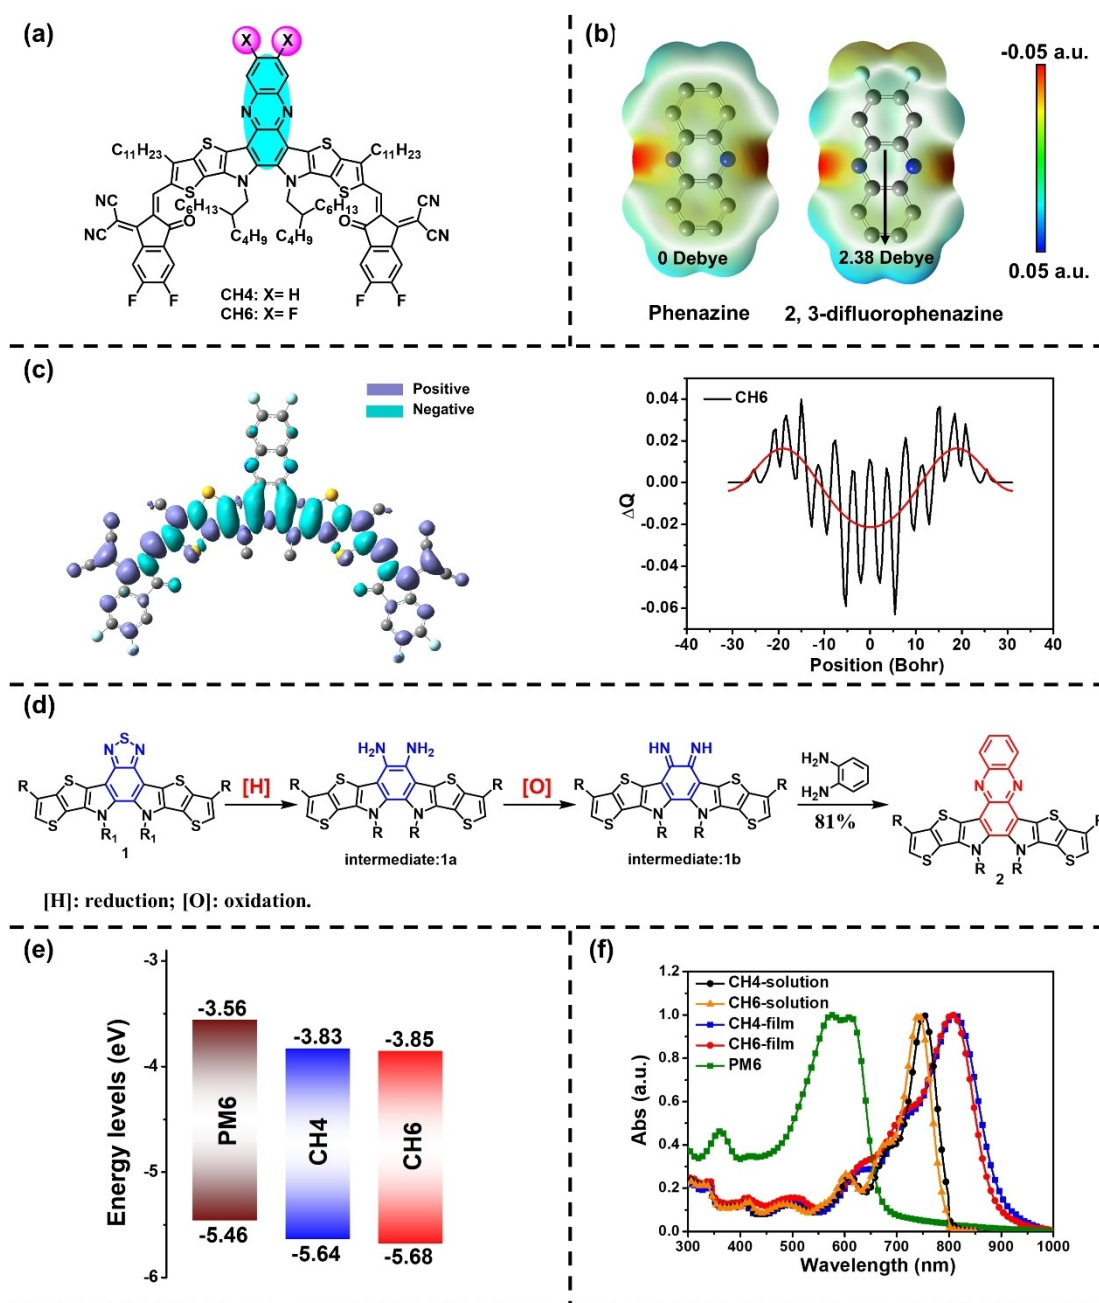 (a)
X X
N N
C₁₁H₂₃ S S C₁₁H₂₃
S N N S
NC C₆H₁₃ C₆H₁₃ CN
NC O O CN
C₄H₉ C₄H₉
F F F F
CH4: X= H
CH6: X= F
(b)
-0.05 a.u.
0.05 a.u.
0 Debye
2.38 Debye
Phenazine
2, 3-difluorophenazine
(c)
Positive
Negative
CH6
0.04
0.02
0.00
-0.02
-0.04
-0.06
ΔQ
-40 -30 -20 -10 0 10 20 30 40
Position (Bohr)
(d)
S
N N
R S S R
S N N S
R₁ R₁
1
[H]
H₂N NH₂
R S S R
S N N S
R R
intermediate:1a
[O]
HN NH
R S S R
S N N S
R R
intermediate:1b
H₂N
H₂N
81%
N N
R S S R
S N N S
R R
2
[H]: reduction; [O]: oxidation.
(e)
Energy levels (eV)
-3
-4
-5
-6
-3.56
PM6
-5.46
-3.83
CH4
-5.64
-3.85
CH6
-5.68
(f)
CH4-solution
CH6-solution
CH4-film
CH6-film
PM6
1.2
1.0
0.8
0.6
0.4
0.2
0.0
Abs (a.u.)
300 400 500 600 700 800 900 1000
Wavelength (nm)